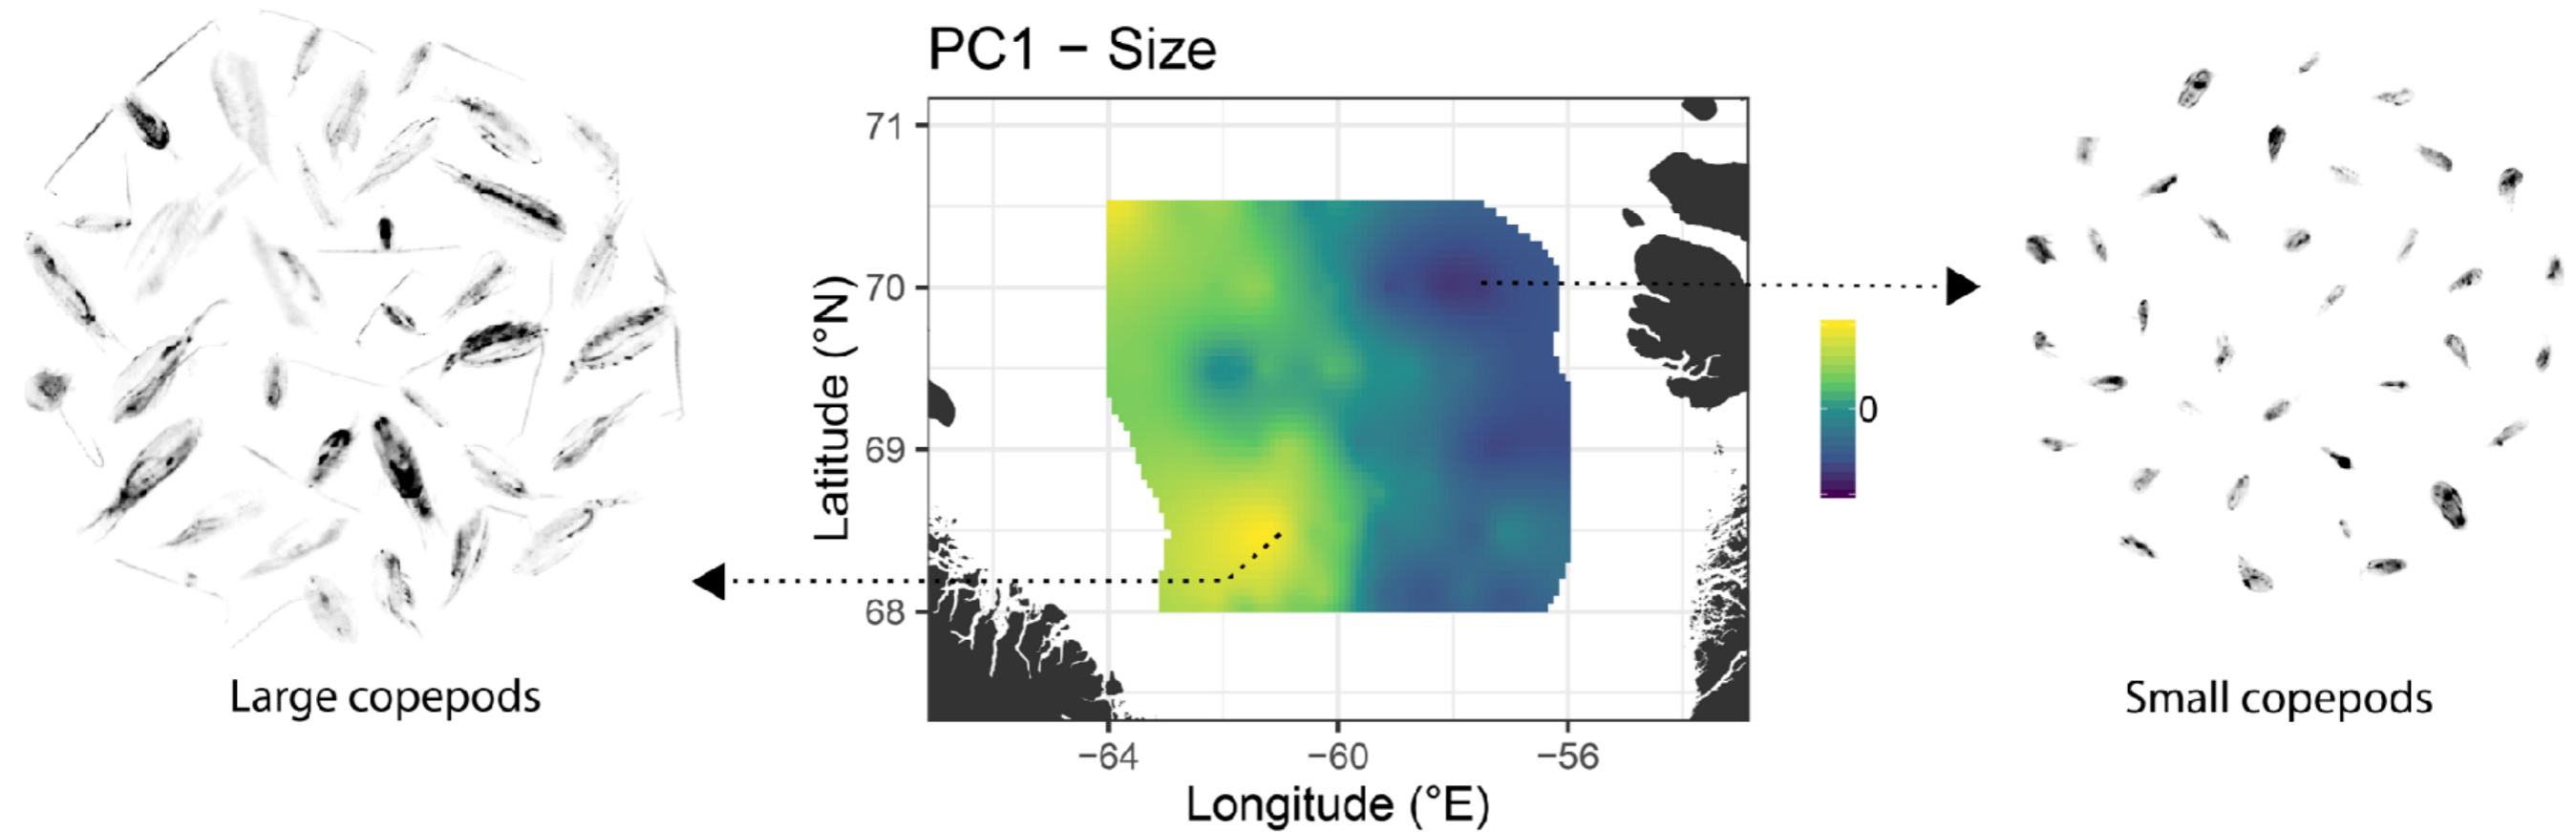 PC1 − Size
71
70
69
68
Latitude (°N)
0
−64
−60
−56
Longitude (°E)
Large copepods
Small copepods